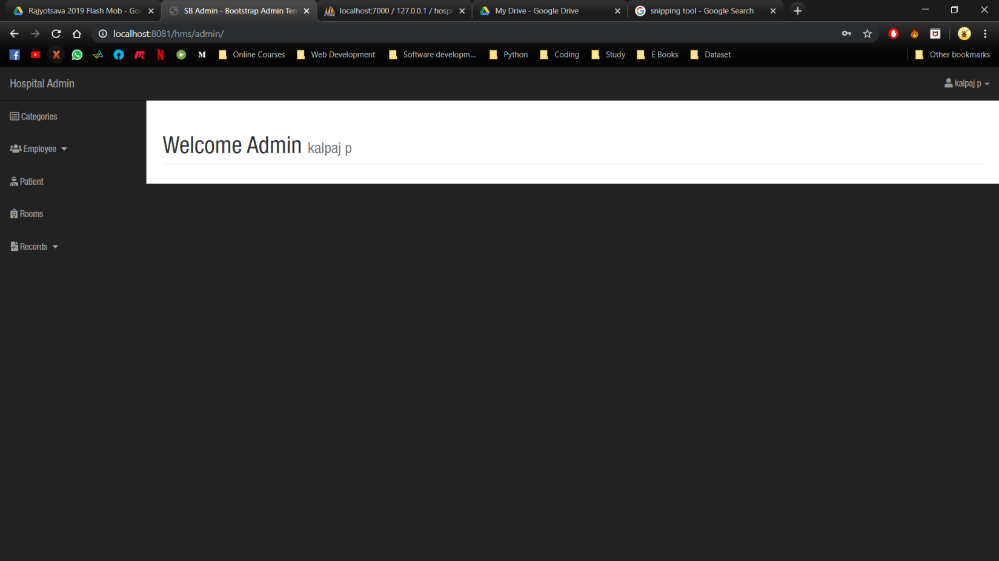 Rajyotsava 2019 Flash Mob - Goo
SB Admin - Bootstrap Admin Tem
localhost:7000 / 127.0.0.1 / hospi
My Drive - Google Drive
snipping tool - Google Search
localhost:8081/hms/admin/
Online Courses
Web Development
Software developm...
Python
Coding
Study
E Books
Dataset
Other bookmarks
Hospital Admin
kalpaj p
Categories
Employee
Patient
Rooms
Records
Welcome Admin kalpaj p